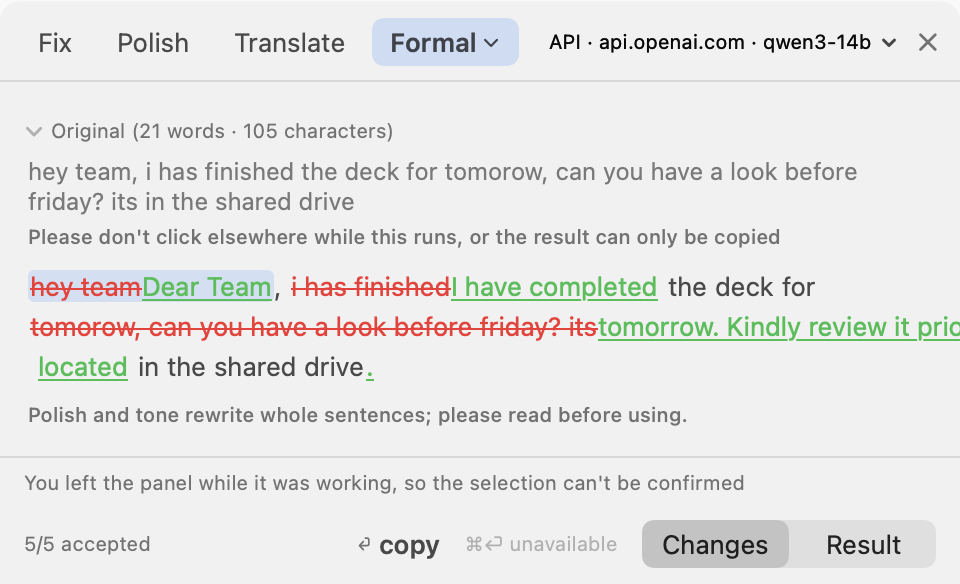 Fix Polish Translate Formal API · api.openai.com · qwen3-14b
Original (21 words · 105 characters)
hey team, i has finished the deck for tomorow, can you have a look before
friday? its in the shared drive
Please don't click elsewhere while this runs, or the result can only be copied
hey teamDear Team, i has finishedI have completed the deck for
tomorow, can you have a look before friday? itstomorrow. Kindly review it
located in the shared drive.
Polish and tone rewrite whole sentences; please read before using.
You left the panel while it was working, so the selection can't be confirmed
5/5 accepted ⏎ copy ⌘⏎ unavailable Changes Result